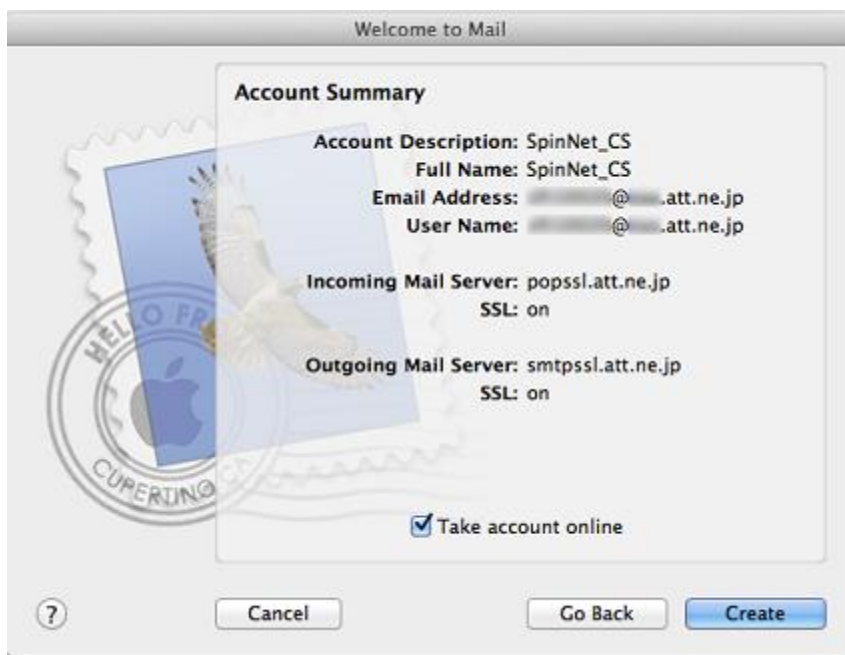 Welcome to Mail
Account Summary
Account Description: SpinNet_CS
Full Name: SpinNet_CS
Email Address: @ .att.ne.jp
User Name: @ .att.ne.jp
Incoming Mail Server: popssl.att.ne.jp
SSL: on
Outgoing Mail Server: smtpssl.att.ne.jp
SSL: on
Take account online
HELLO FR
CUPERTINO CA
? Cancel Go Back Create